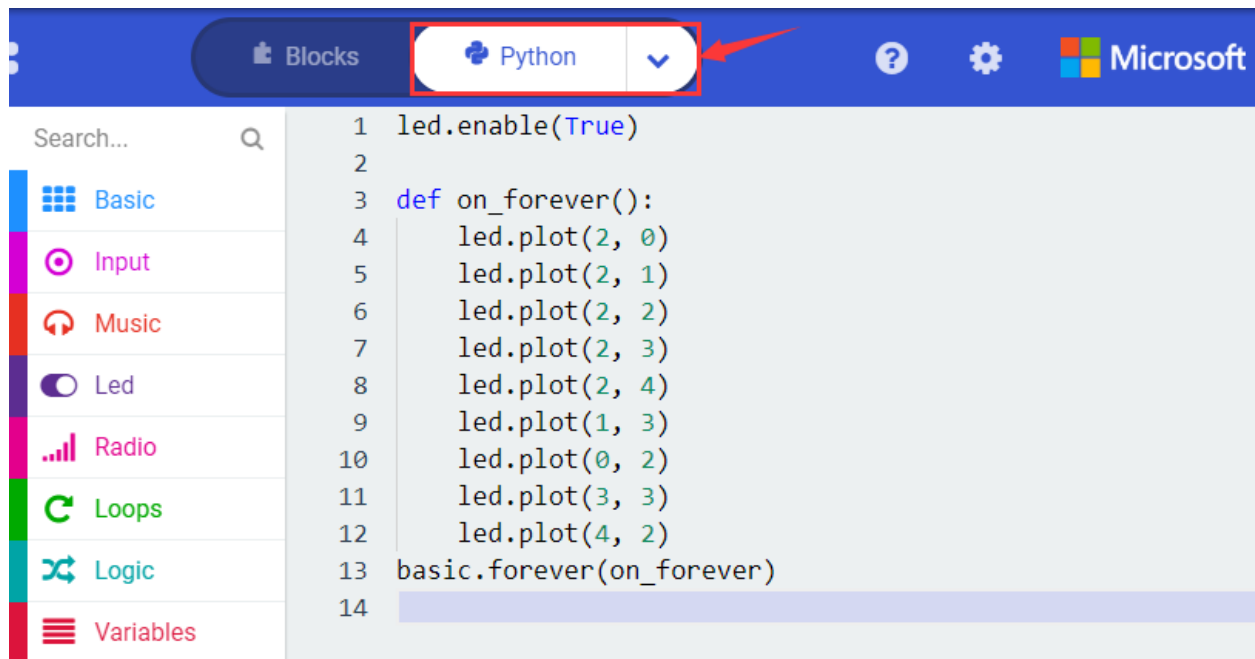 Blocks
Python
Microsoft
Search...
Basic
Input
Music
Led
Radio
Loops
Logic
Variables
1 led.enable(True)
2
3 def on_forever():
4     led.plot(2, 0)
5     led.plot(2, 1)
6     led.plot(2, 2)
7     led.plot(2, 3)
8     led.plot(2, 4)
9     led.plot(1, 3)
10     led.plot(0, 2)
11     led.plot(3, 3)
12     led.plot(4, 2)
13 basic.forever(on_forever)
14